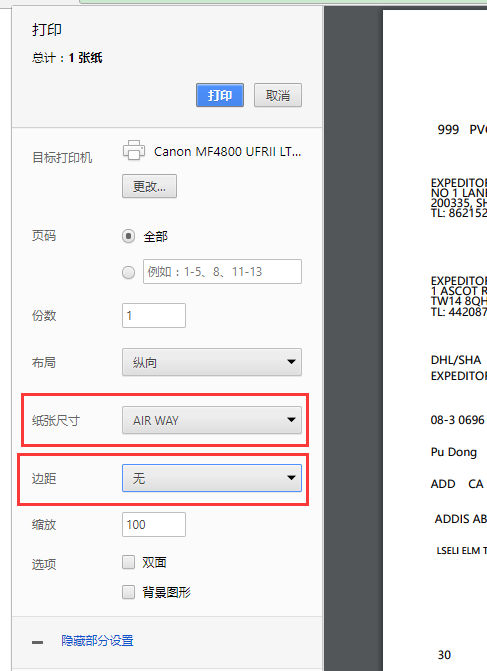 打印
总计：1 张纸
打印 取消
目标打印机 Canon MF4800 UFRII LT...
更改...
页码 全部
例如：1-5、8、11-13
份数 1
布局 纵向
纸张尺寸 AIR WAY
边距 无
缩放 100
选项 双面
背景图形
隐藏部分设置
999 PV
EXPEDITO
NO 1 LAN
200335, SH
TL: 862152
EXPEDITO
1 ASCOT R
TW14 8QH
TL: 442087
DHL/SHA
EXPEDITO
08-3 0696
Pu Dong
ADD CA
ADDIS AB
LSELI ELM T
30